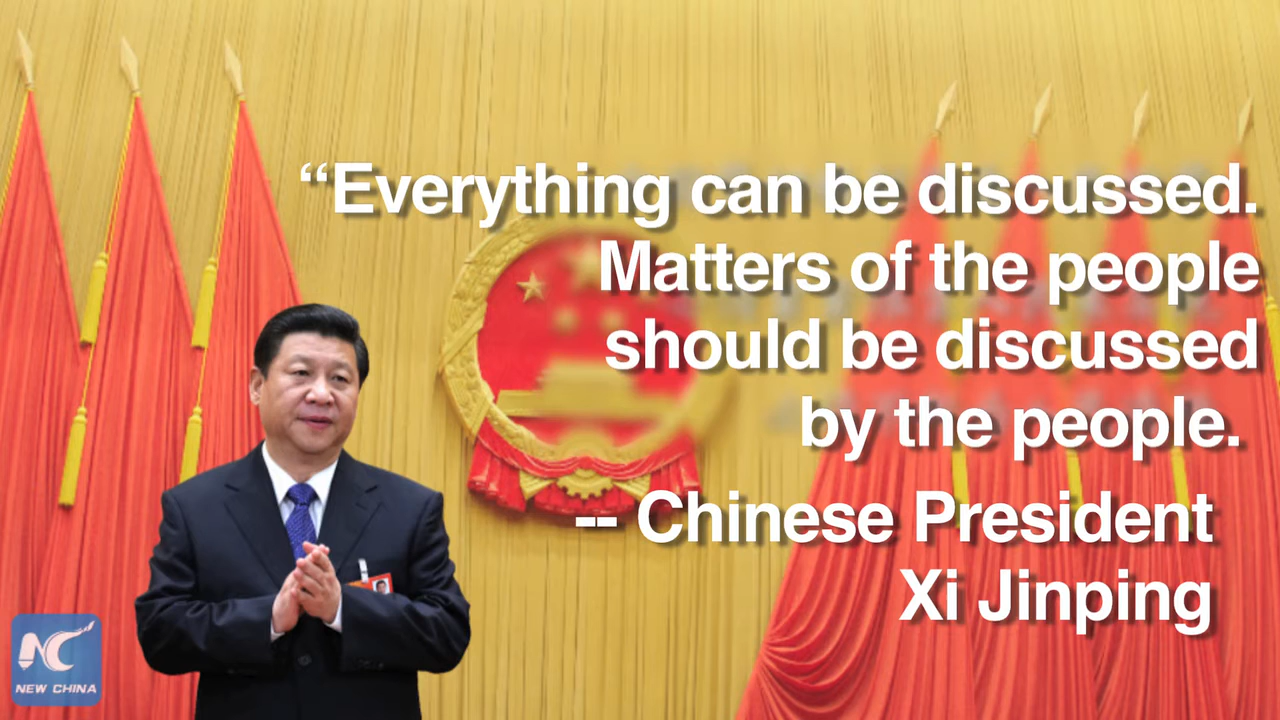 “Everything can be discussed.
Matters of the people
should be discussed
by the people.
-- Chinese President
Xi Jinping
NEW CHINA